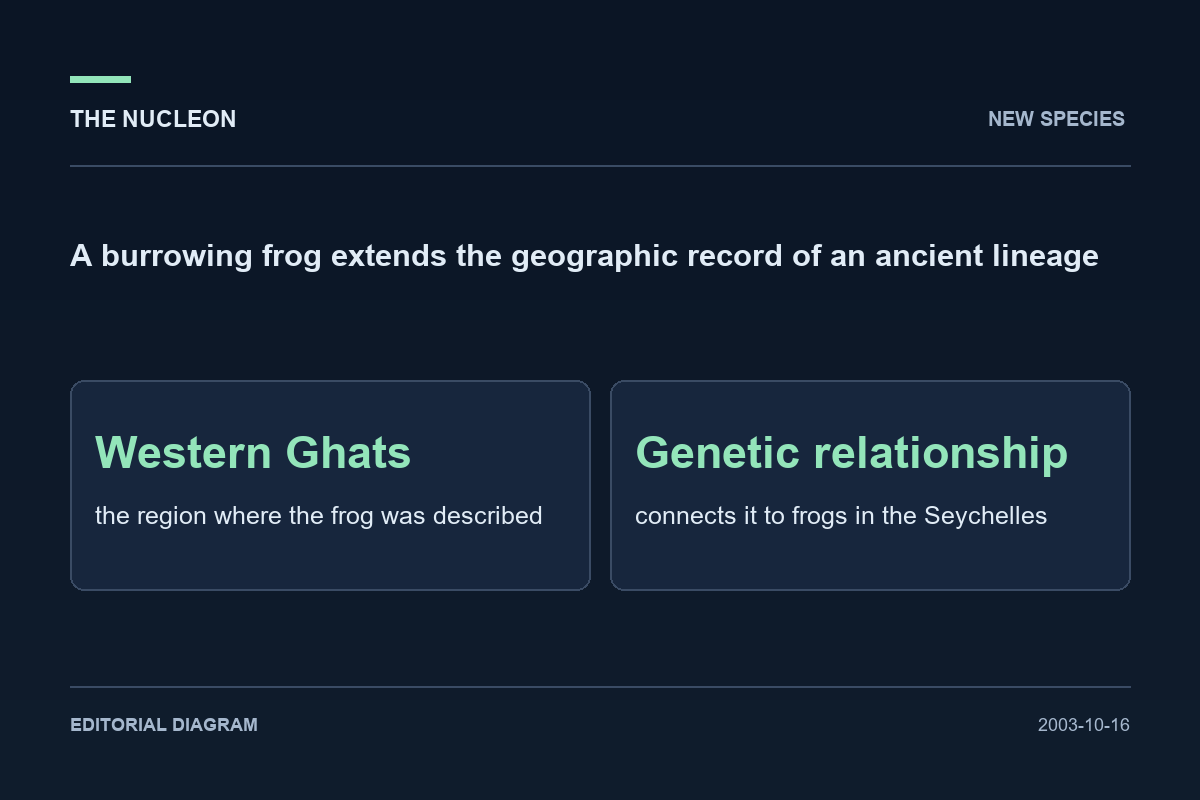 THE NUCLEON
NEW SPECIES
A burrowing frog extends the geographic record of an ancient lineage
Western Ghats
the region where the frog was described
Genetic relationship
connects it to frogs in the Seychelles
EDITORIAL DIAGRAM
2003-10-16